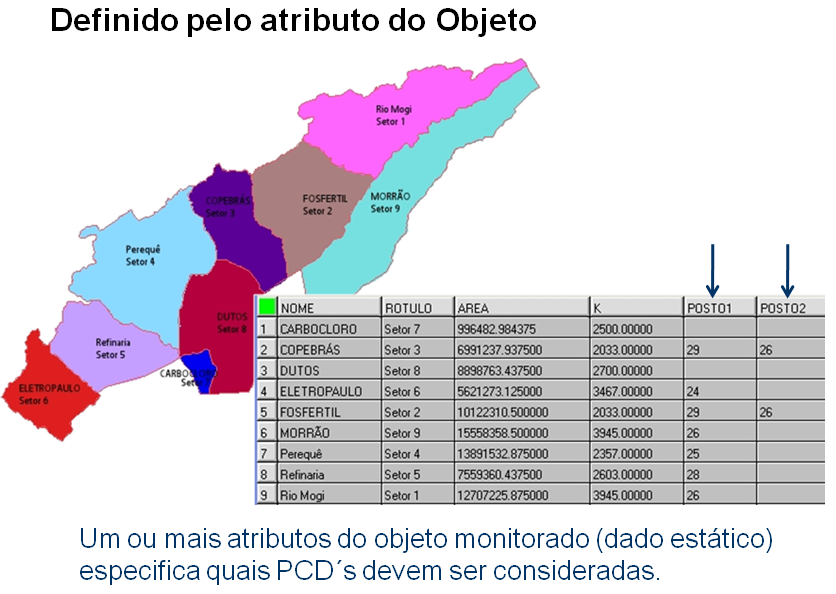 Definido pelo atributo do Objeto
Rio Mogi
Setor 1
COPEBRÁS
Setor 3
FOSFERTIL
Setor 2
MORRÃO
Setor 9
Perequê
Setor 4
DUTOS
Setor 8
Refinaria
Setor 5
CARBOCLORO
Setor
ELETROPAULO
Setor 6
NOME ROTULO AREA K POSTO1 POSTO2
1 CARBOCLORO Setor 7 996482.984375 2500.00000
2 COPEBRÁS Setor 3 6991237.937500 2033.00000 29 26
3 DUTOS Setor 8 8898763.437500 2700.00000
4 ELETROPAULO Setor 6 5621273.125000 3467.00000 24
5 FOSFERTIL Setor 2 10122310.500000 2033.00000 29 26
6 MORRÃO Setor 9 15558358.500000 3945.00000 26
7 Perequê Setor 4 13891532.875000 2357.00000 25
8 Refinaria Setor 5 7559360.437500 2603.00000 28
9 Rio Mogi Setor 1 12707225.875000 3945.00000 26
Um ou mais atributos do objeto monitorado (dado estático)
especifica quais PCD´s devem ser consideradas.